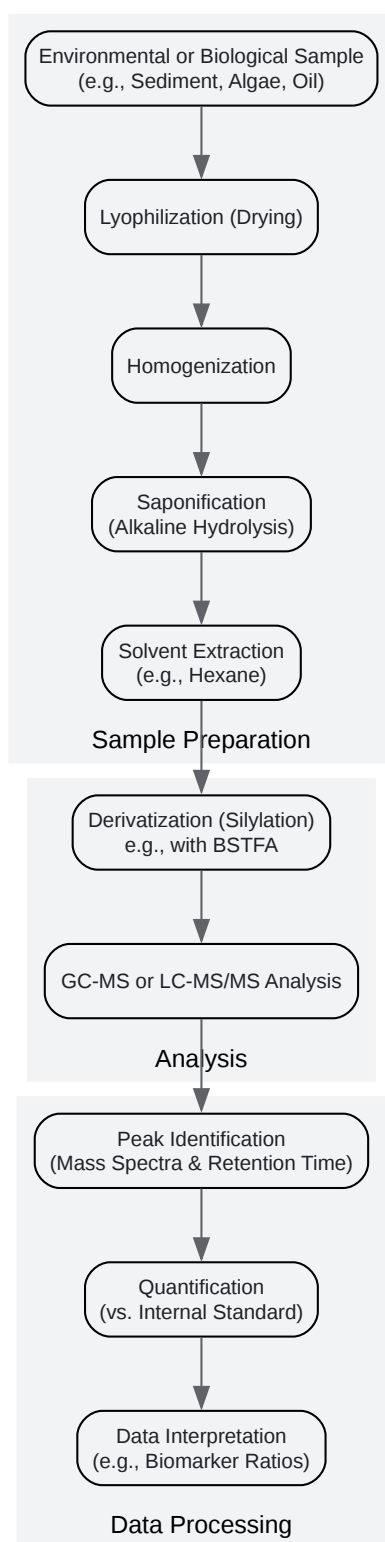 Environmental or Biological Sample
(e.g., Sediment, Algae, Oil)
Lyophilization (Drying)
Homogenization
Saponification
(Alkaline Hydrolysis)
Solvent Extraction
(e.g., Hexane)
Sample Preparation
Derivatization (Silylation)
e.g., with BSTFA
GC-MS or LC-MS/MS Analysis
Analysis
Peak Identification
(Mass Spectra & Retention Time)
Quantification
(vs. Internal Standard)
Data Interpretation
(e.g., Biomarker Ratios)
Data Processing